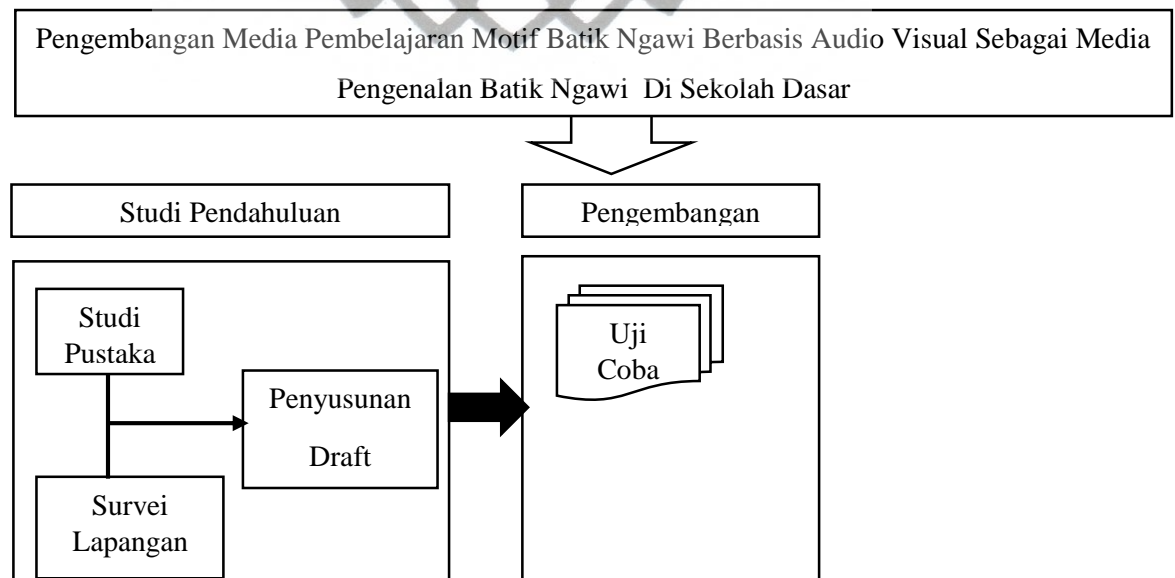 Pengembangan Media Pembelajaran Motif Batik Ngawi Berbasis Audio Visual Sebagai Media
Pengenalan Batik Ngawi Di Sekolah Dasar
Studi Pendahuluan
Pengembangan
Studi
Pustaka
Penyusunan
Draft
Survei
Lapangan
Uji
Coba